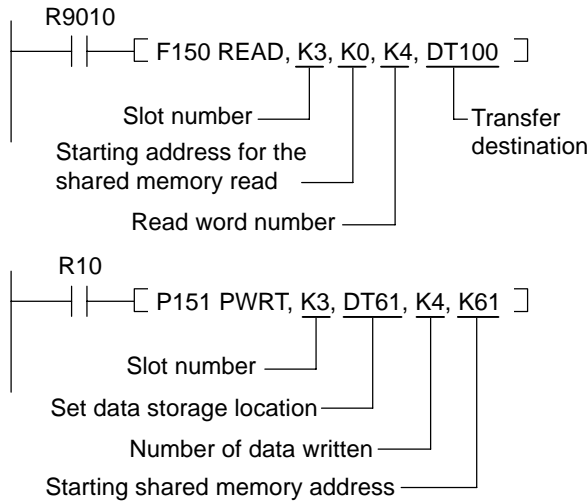 R9010
F150 READ, K3, K0, K4, DT100
Slot number
Transfer
destination
Starting address for the
shared memory read
Read word number
R10
P151 PWRT, K3, DT61, K4, K61
Slot number
Set data storage location
Number of data written
Starting shared memory address